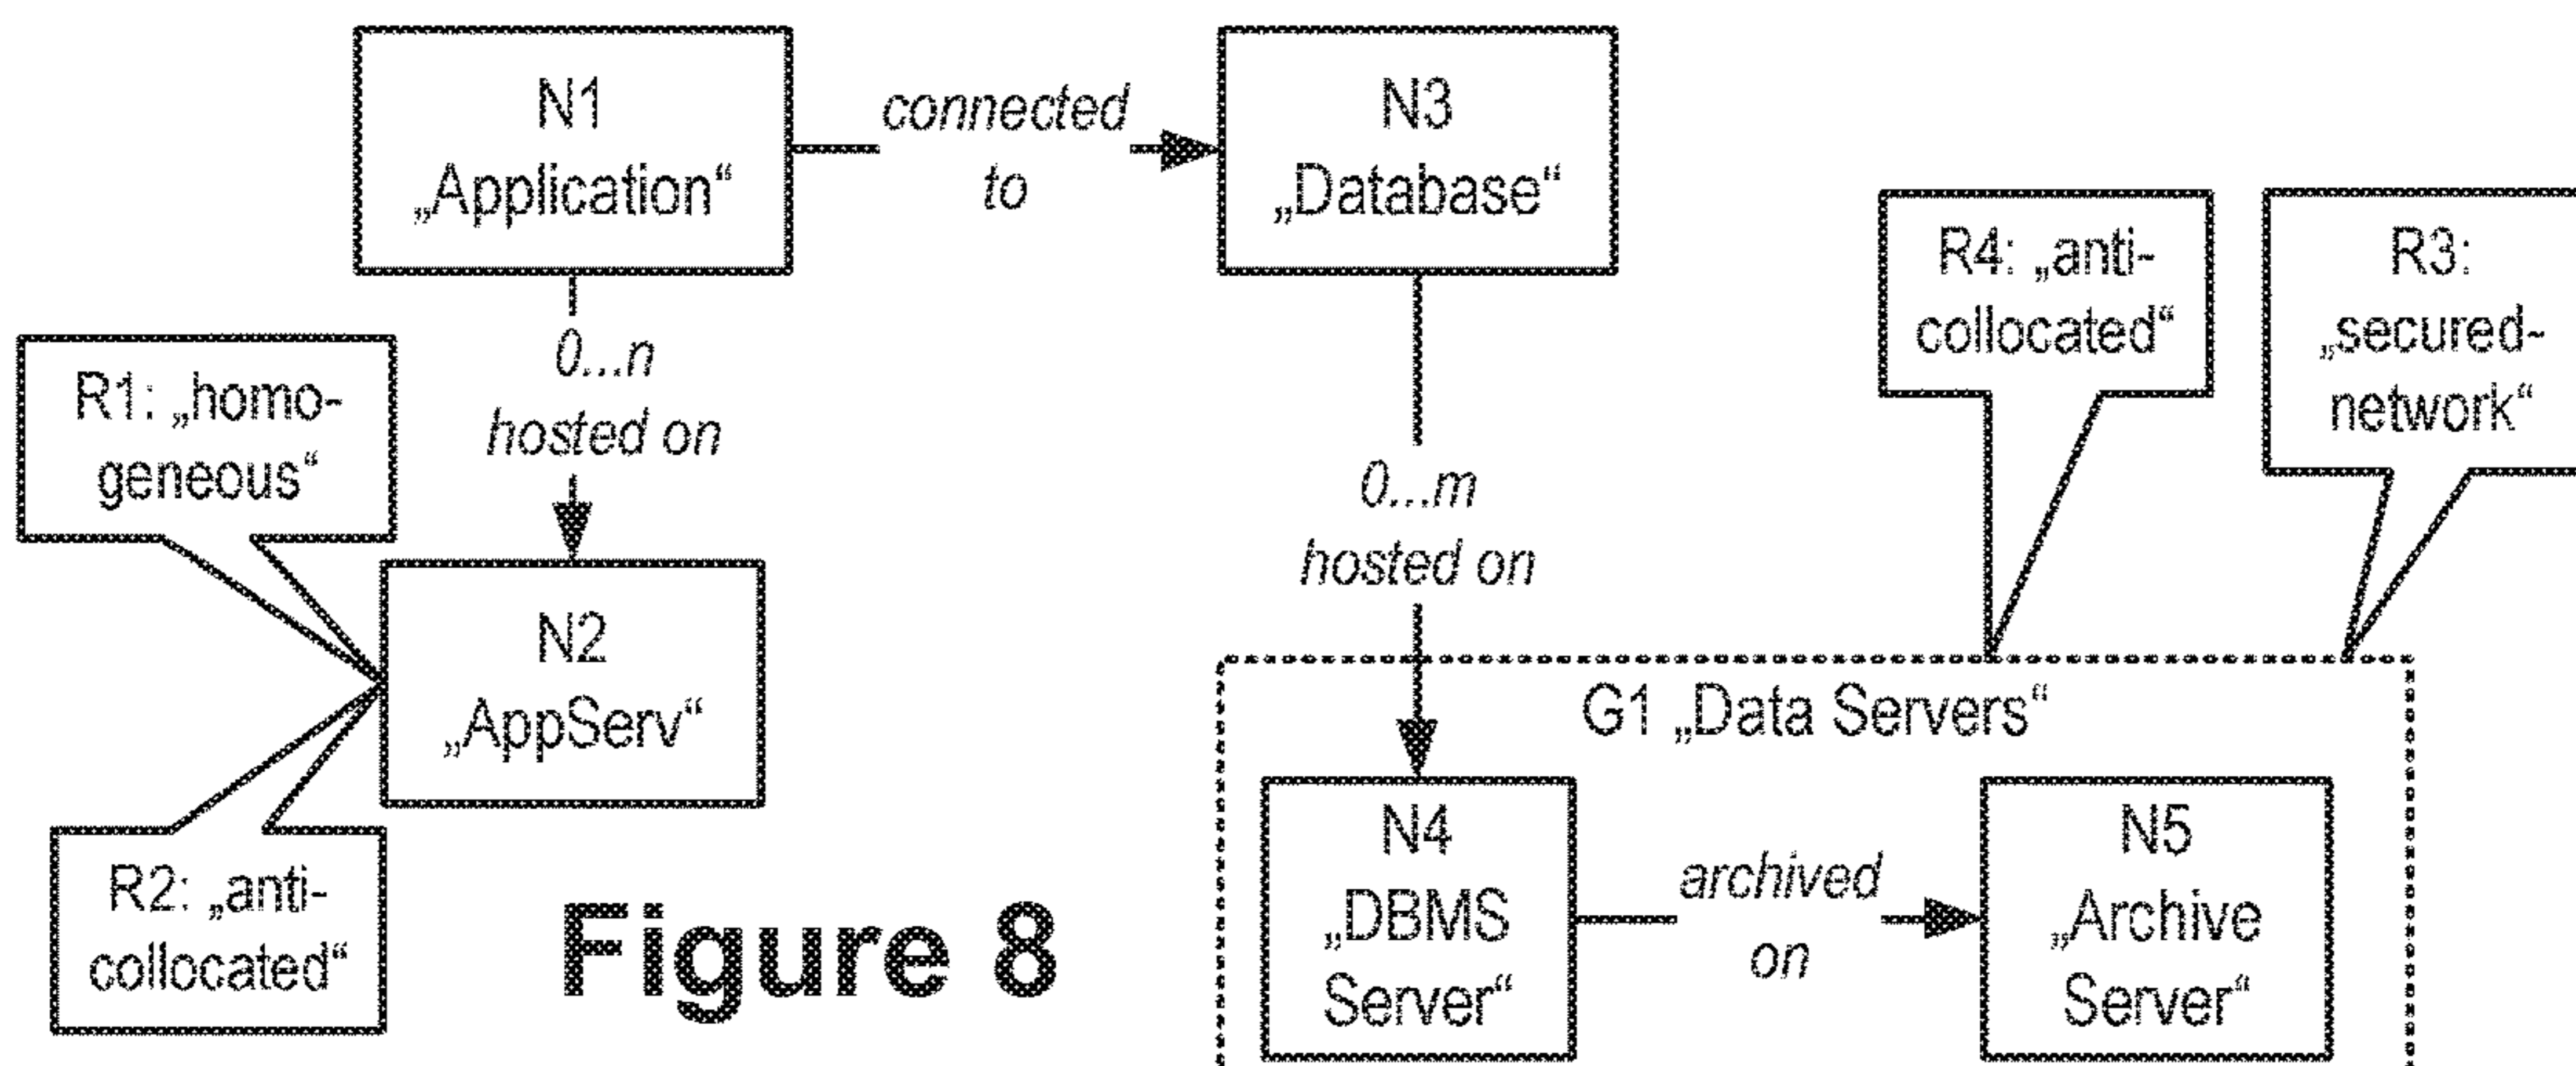 N1
„Application“
connected
to
N3
„Database“
R4: „anti-
collocated“
R3:
„secured-
network“
0...n
hosted on
R1: „homo-
geneous“
0...m
hosted on
N2
„AppServ“
G1 „Data Servers“
N4
„DBMS
Server“
archived
on
N5
„Archive
Server“
R2: „anti-
collocated“
Figure 8